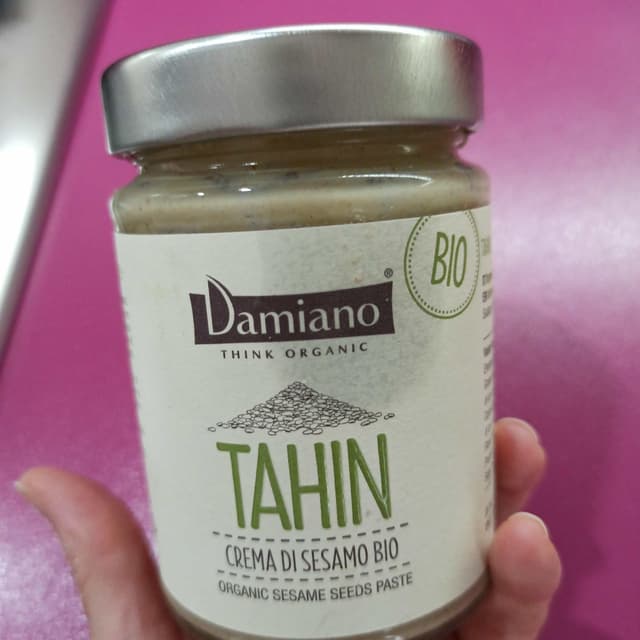 BIO
Damiano®
THINK ORGANIC
TAHIN
CREMA DI SESAMO BIO
ORGANIC SESAME SEEDS PASTE